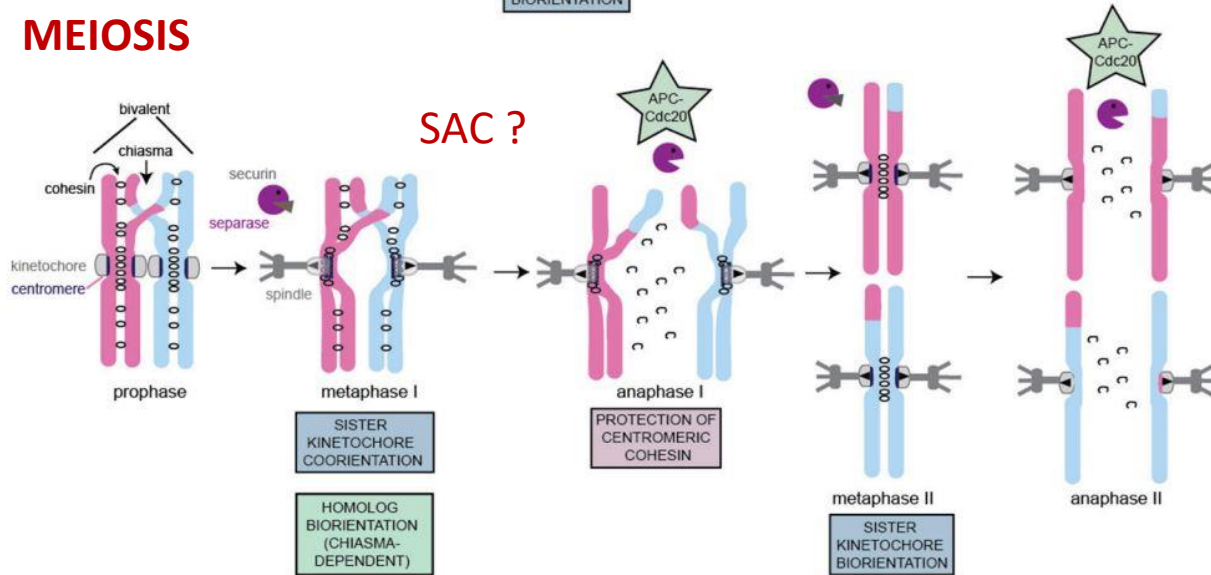 BIORIENTATION
MEIOSIS
bivalent
chiasma
cohesin
kinetochore
centromere
prophase
securin
separase
spindle
metaphase I
SISTER
KINETOCHORE
COORIENTATION
HOMOLOG
BIORIENTATION
(CHIASMA-
DEPENDENT)
SAC ?
APC-
Cdc20
anaphase I
PROTECTION OF
CENTROMERIC
COHESIN
metaphase II
SISTER
KINETOCHORE
BIORIENTATION
APC-
Cdc20
anaphase II